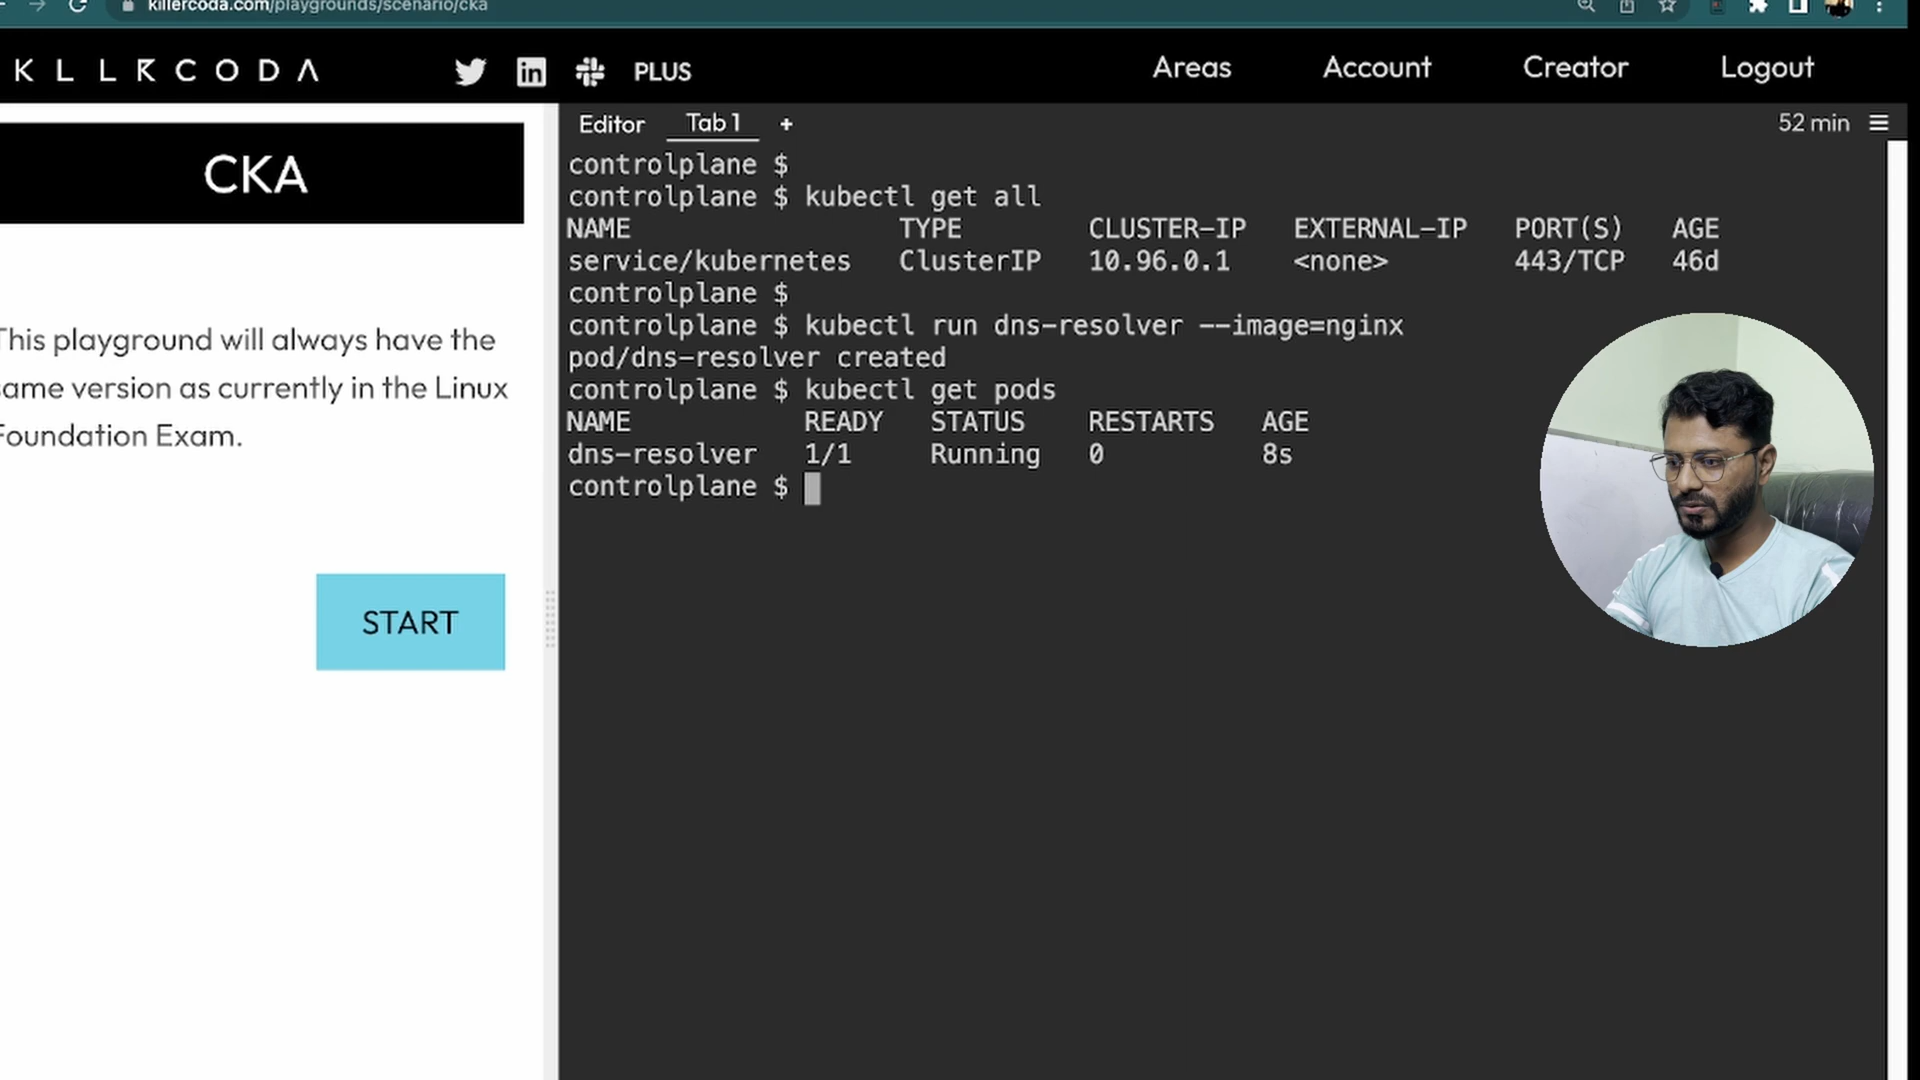 killercoda.com/playgrounds/scenario/cka
KLLRCODA
PLUS
Areas
Account
Creator
Logout
Editor
Tab 1
+
52 min
CKA
This playground will always have the
same version as currently in the Linux
Foundation Exam.
START
controlplane $
controlplane $ kubectl get all
NAME TYPE CLUSTER-IP EXTERNAL-IP PORT(S) AGE
service/kubernetes ClusterIP 10.96.0.1 <none> 443/TCP 46d
controlplane $
controlplane $ kubectl run dns-resolver --image=nginx
pod/dns-resolver created
controlplane $ kubectl get pods
NAME READY STATUS RESTARTS AGE
dns-resolver 1/1 Running 0 8s
controlplane $